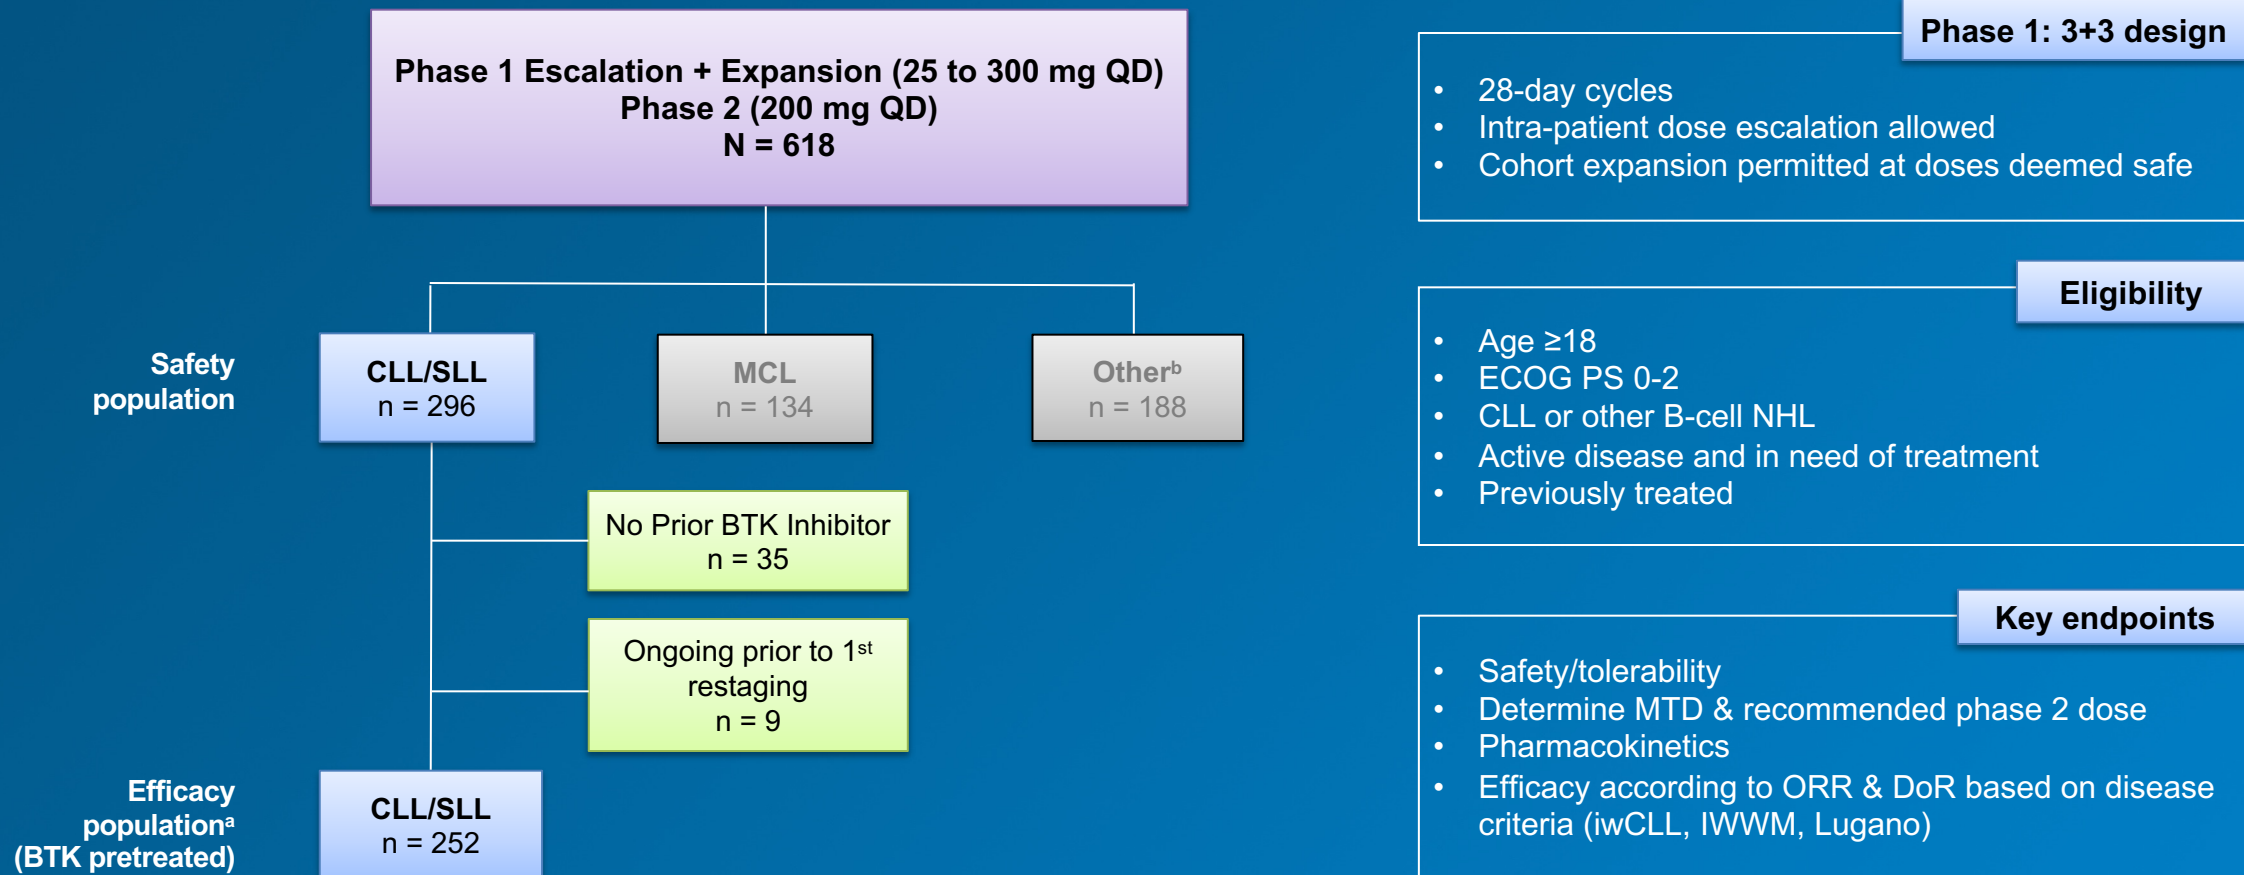 Phase 1 Escalation + Expansion (25 to 300 mg QD)
Phase 2 (200 mg QD)
N = 618
Safety
population
CLL/SLL
n = 296
MCL
n = 134
Otherᵇ
n = 188
No Prior BTK Inhibitor
n = 35
Ongoing prior to 1ˢᵗ
restaging
n = 9
Efficacy
populationᵃ
(BTK pretreated)
CLL/SLL
n = 252
Phase 1: 3+3 design
• 28-day cycles
• Intra-patient dose escalation allowed
• Cohort expansion permitted at doses deemed safe
Eligibility
• Age ≥18
• ECOG PS 0-2
• CLL or other B-cell NHL
• Active disease and in need of treatment
• Previously treated
Key endpoints
• Safety/tolerability
• Determine MTD & recommended phase 2 dose
• Pharmacokinetics
• Efficacy according to ORR & DoR based on disease
criteria (iwCLL, IWWM, Lugano)